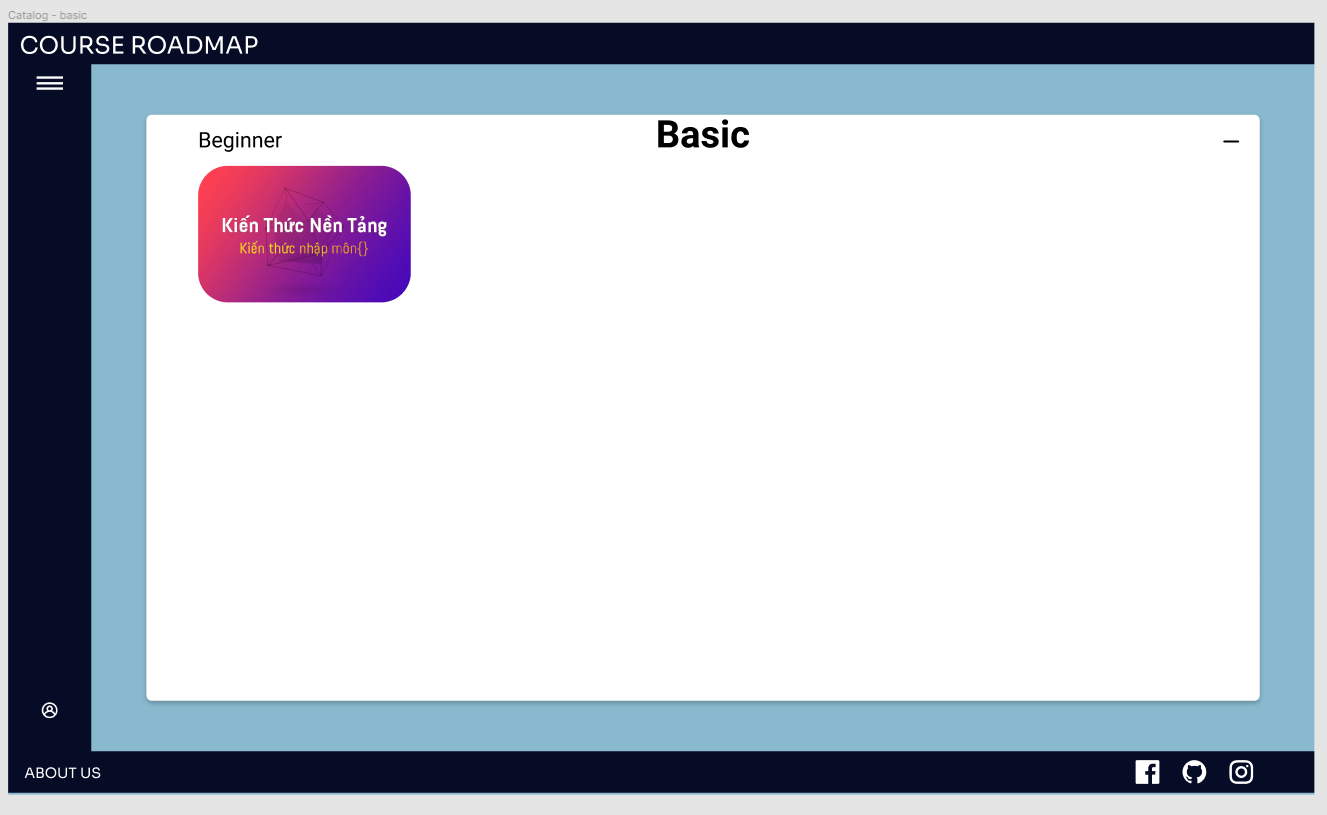 Catalog - basic
COURSE ROADMAP
Basic
Beginner
Kiến Thức Nền Tảng
Kiến thức nhập môn{}
ABOUT US